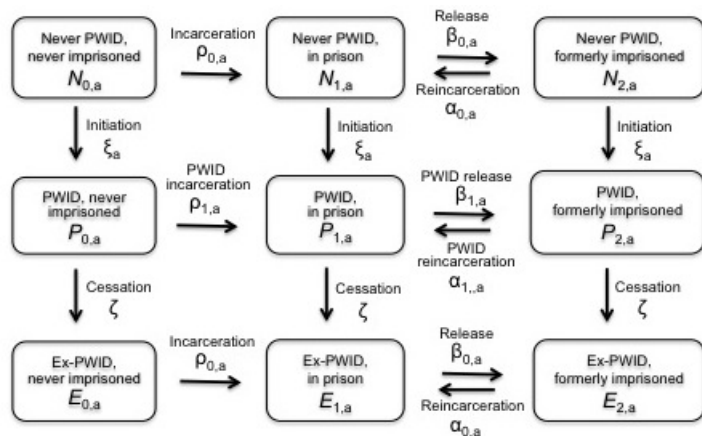 Never PWID,
never imprisoned
N0,a
Incarceration
ρ0,a
Never PWID,
in prison
N1,a
Release
β0,a
Reincarceration
α0,a
Never PWID,
formerly imprisoned
N2,a
Initiation
ξa
Initiation
ξa
Initiation
ξa
PWID, never
imprisoned
P0,a
PWID
incarceration
ρ1,a
PWID,
in prison
P1,a
PWID release
β1,a
PWID
reincarceration
α1,,a
PWID,
formerly imprisoned
P2,a
Cessation
ζ
Cessation
ζ
Cessation
ζ
Ex-PWID,
never imprisoned
E0,a
Incarceration
ρ0,a
Ex-PWID,
in prison
E1,a
Release
β0,a
Reincarceration
α0,a
Ex-PWID,
formerly imprisoned
E2,a